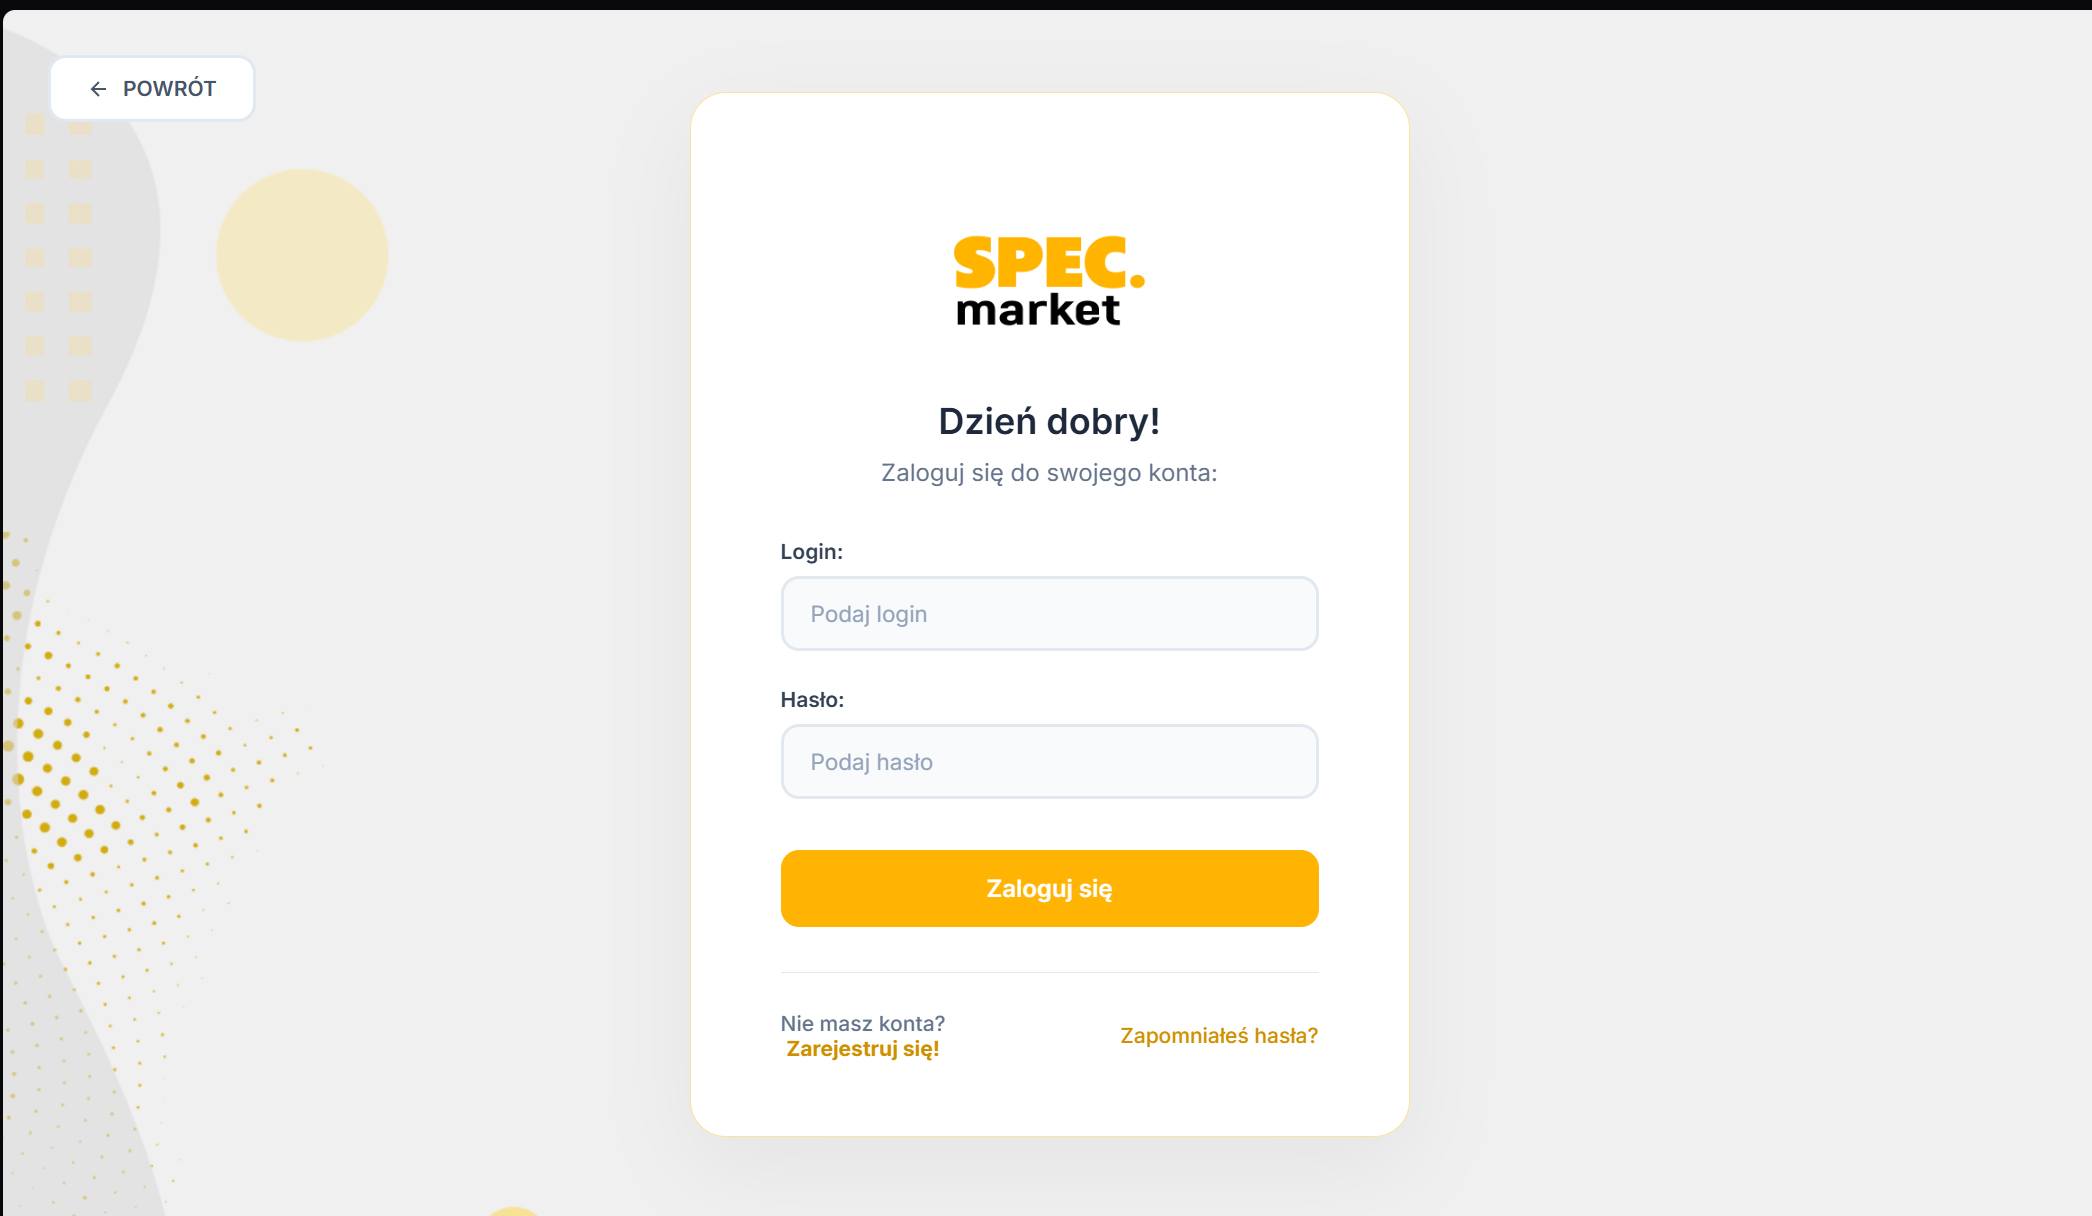 POWRÓT
SPEC.
market
Dzień dobry!
Zaloguj się do swojego konta:
Login:
Podaj login
Hasło:
Podaj hasło
Zaloguj się
Nie masz konta?
Zarejestruj się!
Zapomniałeś hasła?